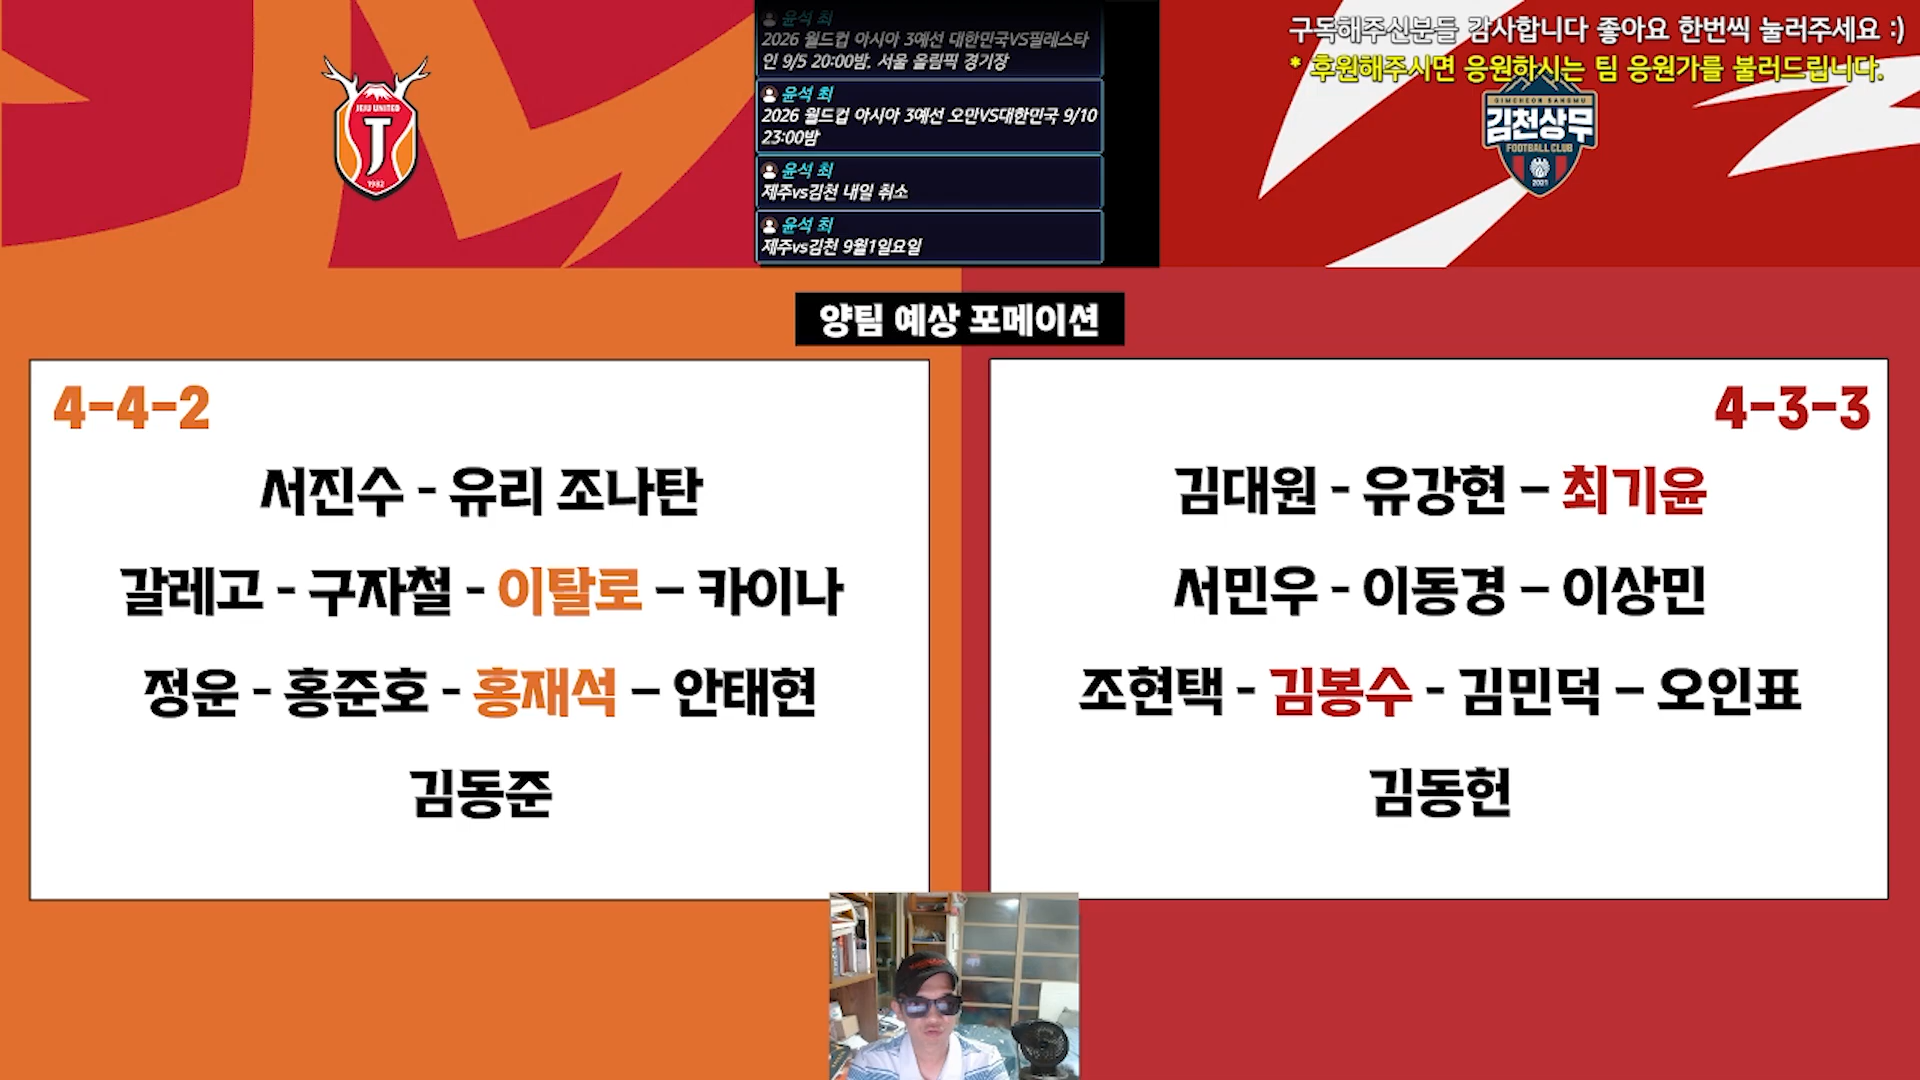 윤석 최
2026 월드컵 아시아 3예선 대한민국VS필레스타
인 9/5 20:00밤. 서울 올림픽 경기장
윤석 최
2026 월드컵 아시아 3예선 오만VS대한민국 9/10
23:00밤
윤석 최
제주vs김천 내일 취소
윤석 최
제주vs김천 9월1일요일
구독해주신분들 감사합니다 좋아요 한번씩 눌러주세요 :)
* 후원해주시면 응원하시는 팀 응원가를 불러드립니다.
JEJU UNITED
J
1982
GIMCHEON SANGMU
김천상무
FOOTBALL CLUB
2021
양팀 예상 포메이션
4-4-2
서진수 - 유리 조나탄
갈레고 - 구자철 - 이탈로 – 카이나
정운 - 홍준호 - 홍재석 – 안태현
김동준
4-3-3
김대원 - 유강현 – 최기윤
서민우 - 이동경 – 이상민
조현택 - 김봉수 - 김민덕 – 오인표
김동헌